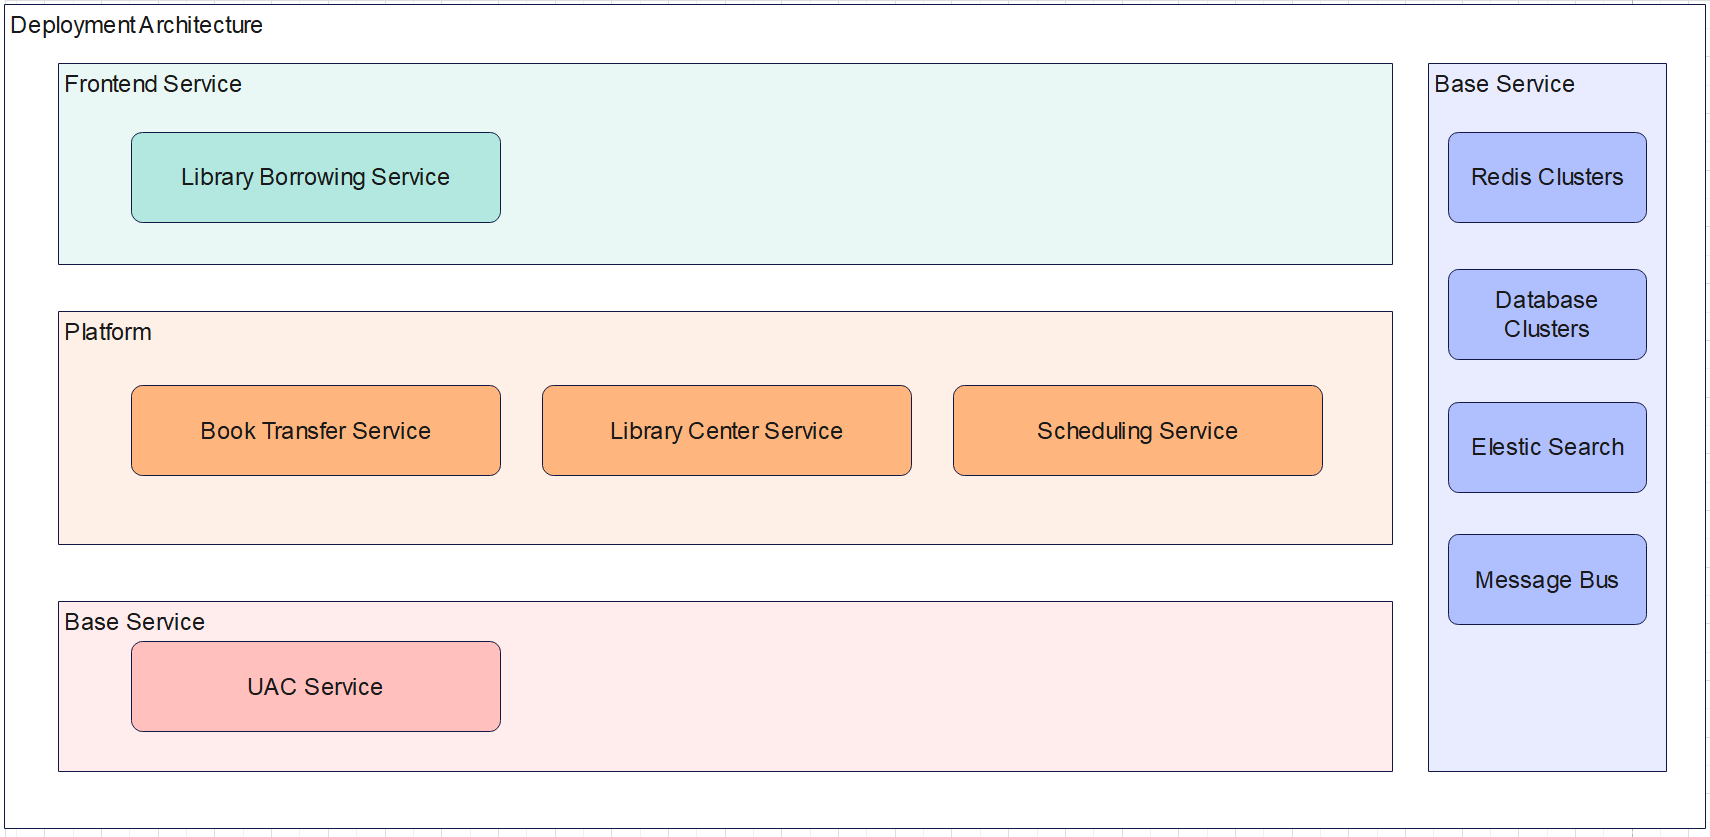 Deployment Architecture
Frontend Service
Library Borrowing Service
Platform
Book Transfer Service
Library Center Service
Scheduling Service
Base Service
UAC Service
Base Service
Redis Clusters
Database
Clusters
Elestic Search
Message Bus